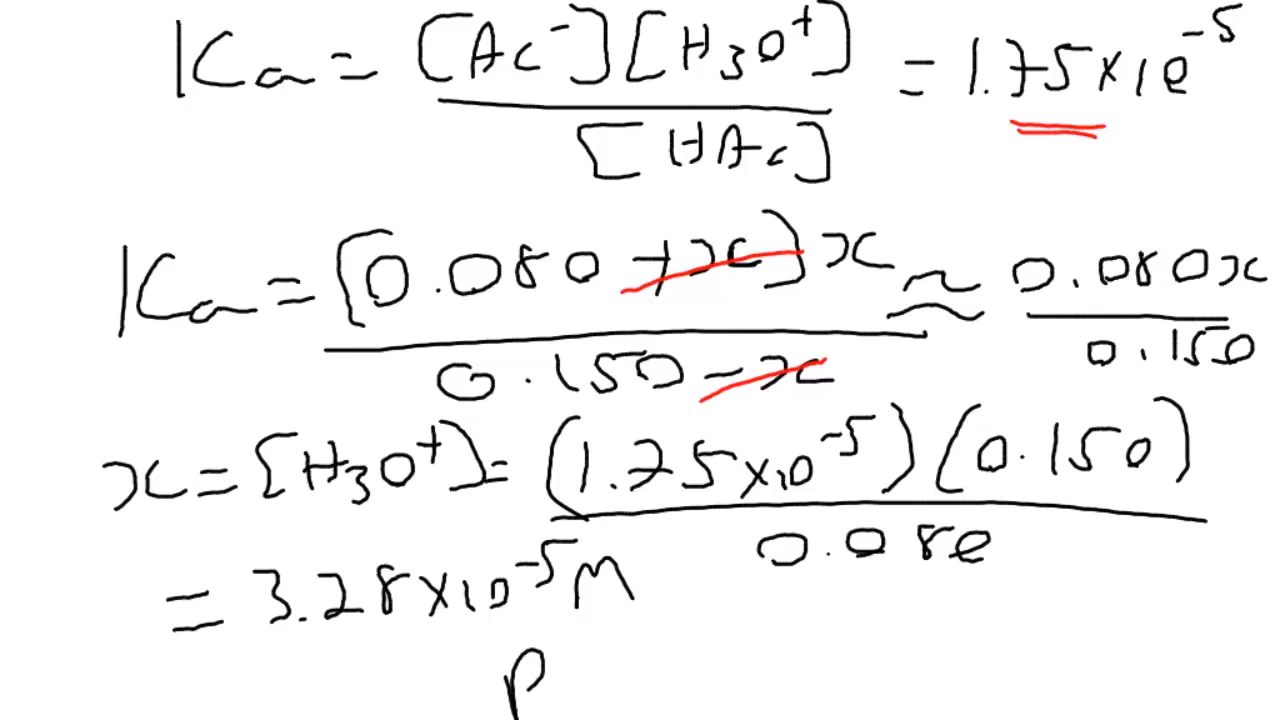 Ka = [Ac⁻][H₃O⁺] / [HAc] = 1.75×10⁻⁵
Ka = [0.080 + x]x / 0.150 - x ≈ 0.080x / 0.150
x = [H₃O⁺] = (1.75×10⁻⁵)(0.150) / 0.080
= 3.28×10⁻⁵ M
P